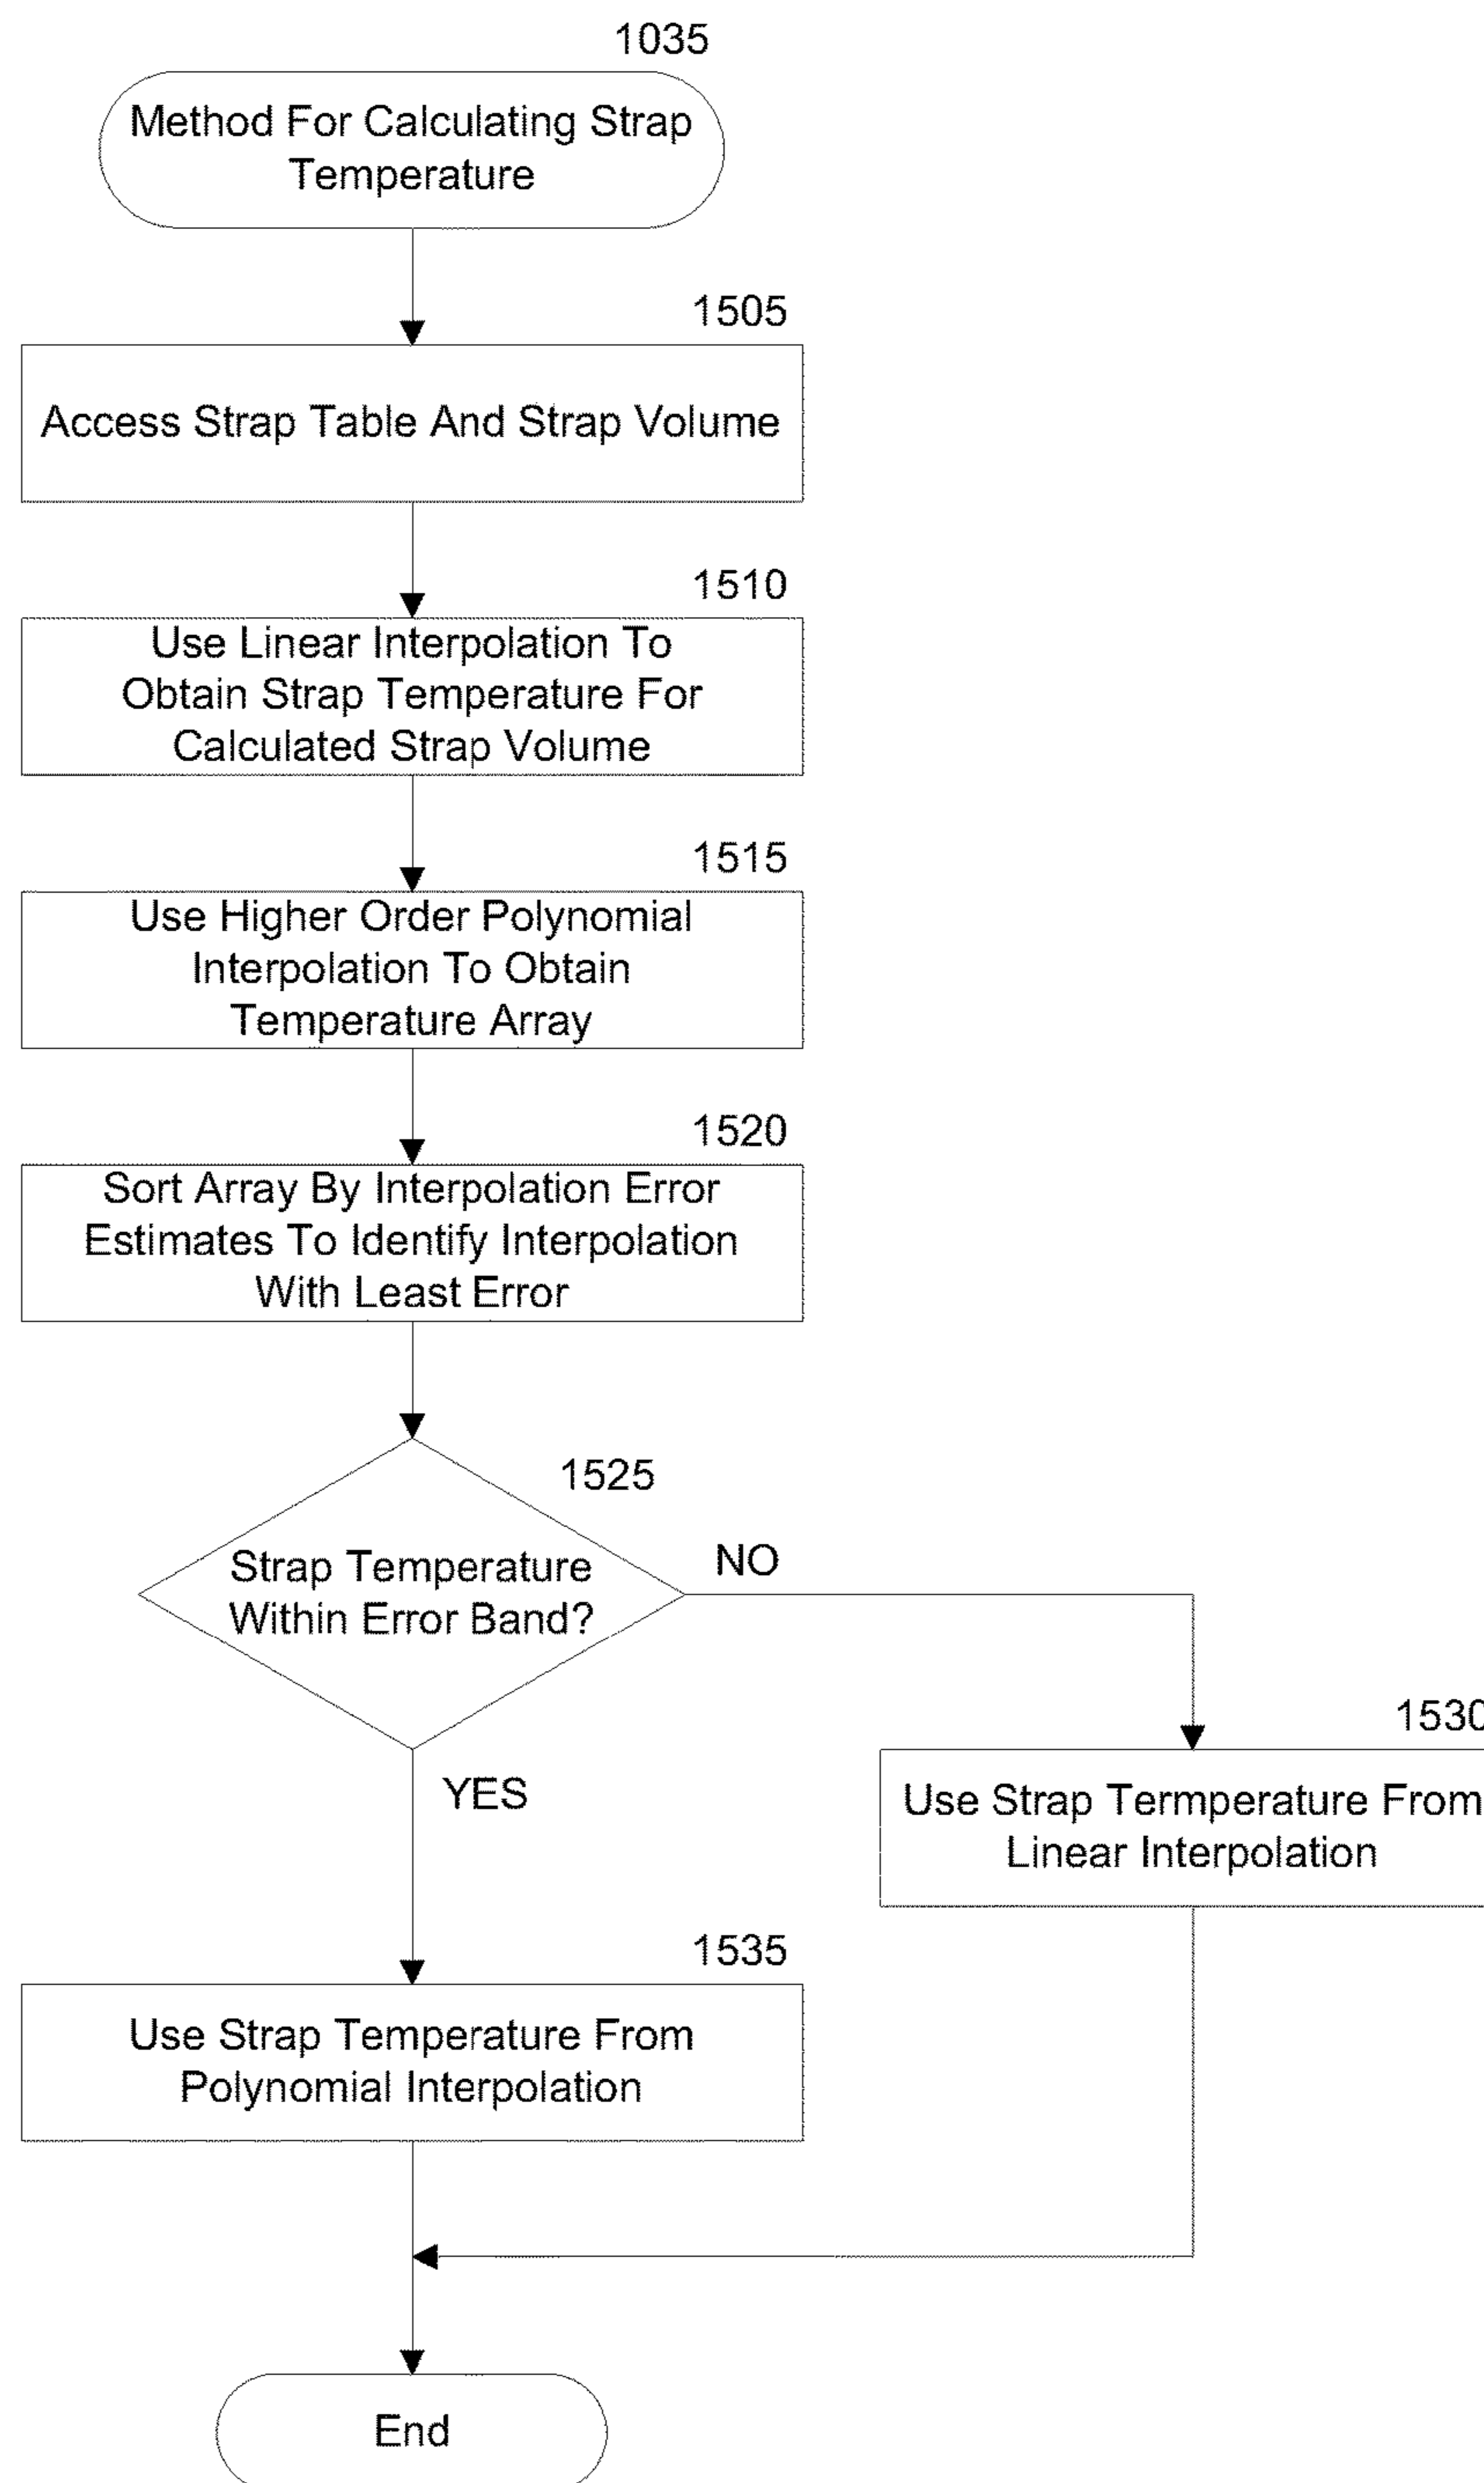 1035
Method For Calculating Strap
Temperature
1505
Access Strap Table And Strap Volume
1510
Use Linear Interpolation To
Obtain Strap Temperature For
Calculated Strap Volume
1515
Use Higher Order Polynomial
Interpolation To Obtain
Temperature Array
1520
Sort Array By Interpolation Error
Estimates To Identify Interpolation
With Least Error
1525
Strap Temperature
Within Error Band?
NO
YES
1530
Use Strap Termperature From
Linear Interpolation
1535
Use Strap Temperature From
Polynomial Interpolation
End